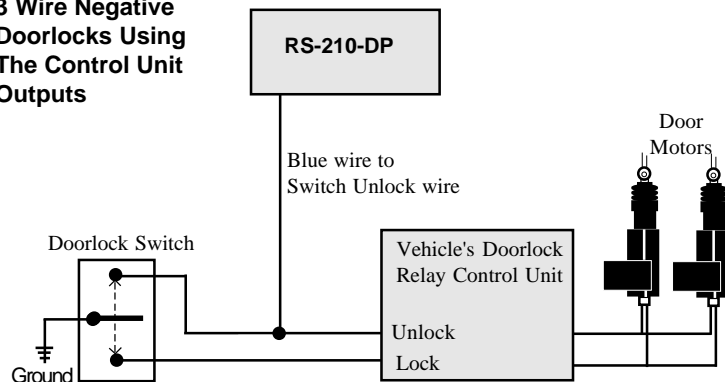 3 Wire Negative
Doorlocks Using
The Control Unit
Outputs
RS-210-DP
Door
Motors
Blue wire to
Switch Unlock wire
Doorlock Switch
Vehicle's Doorlock
Relay Control Unit
Unlock
Lock
Ground